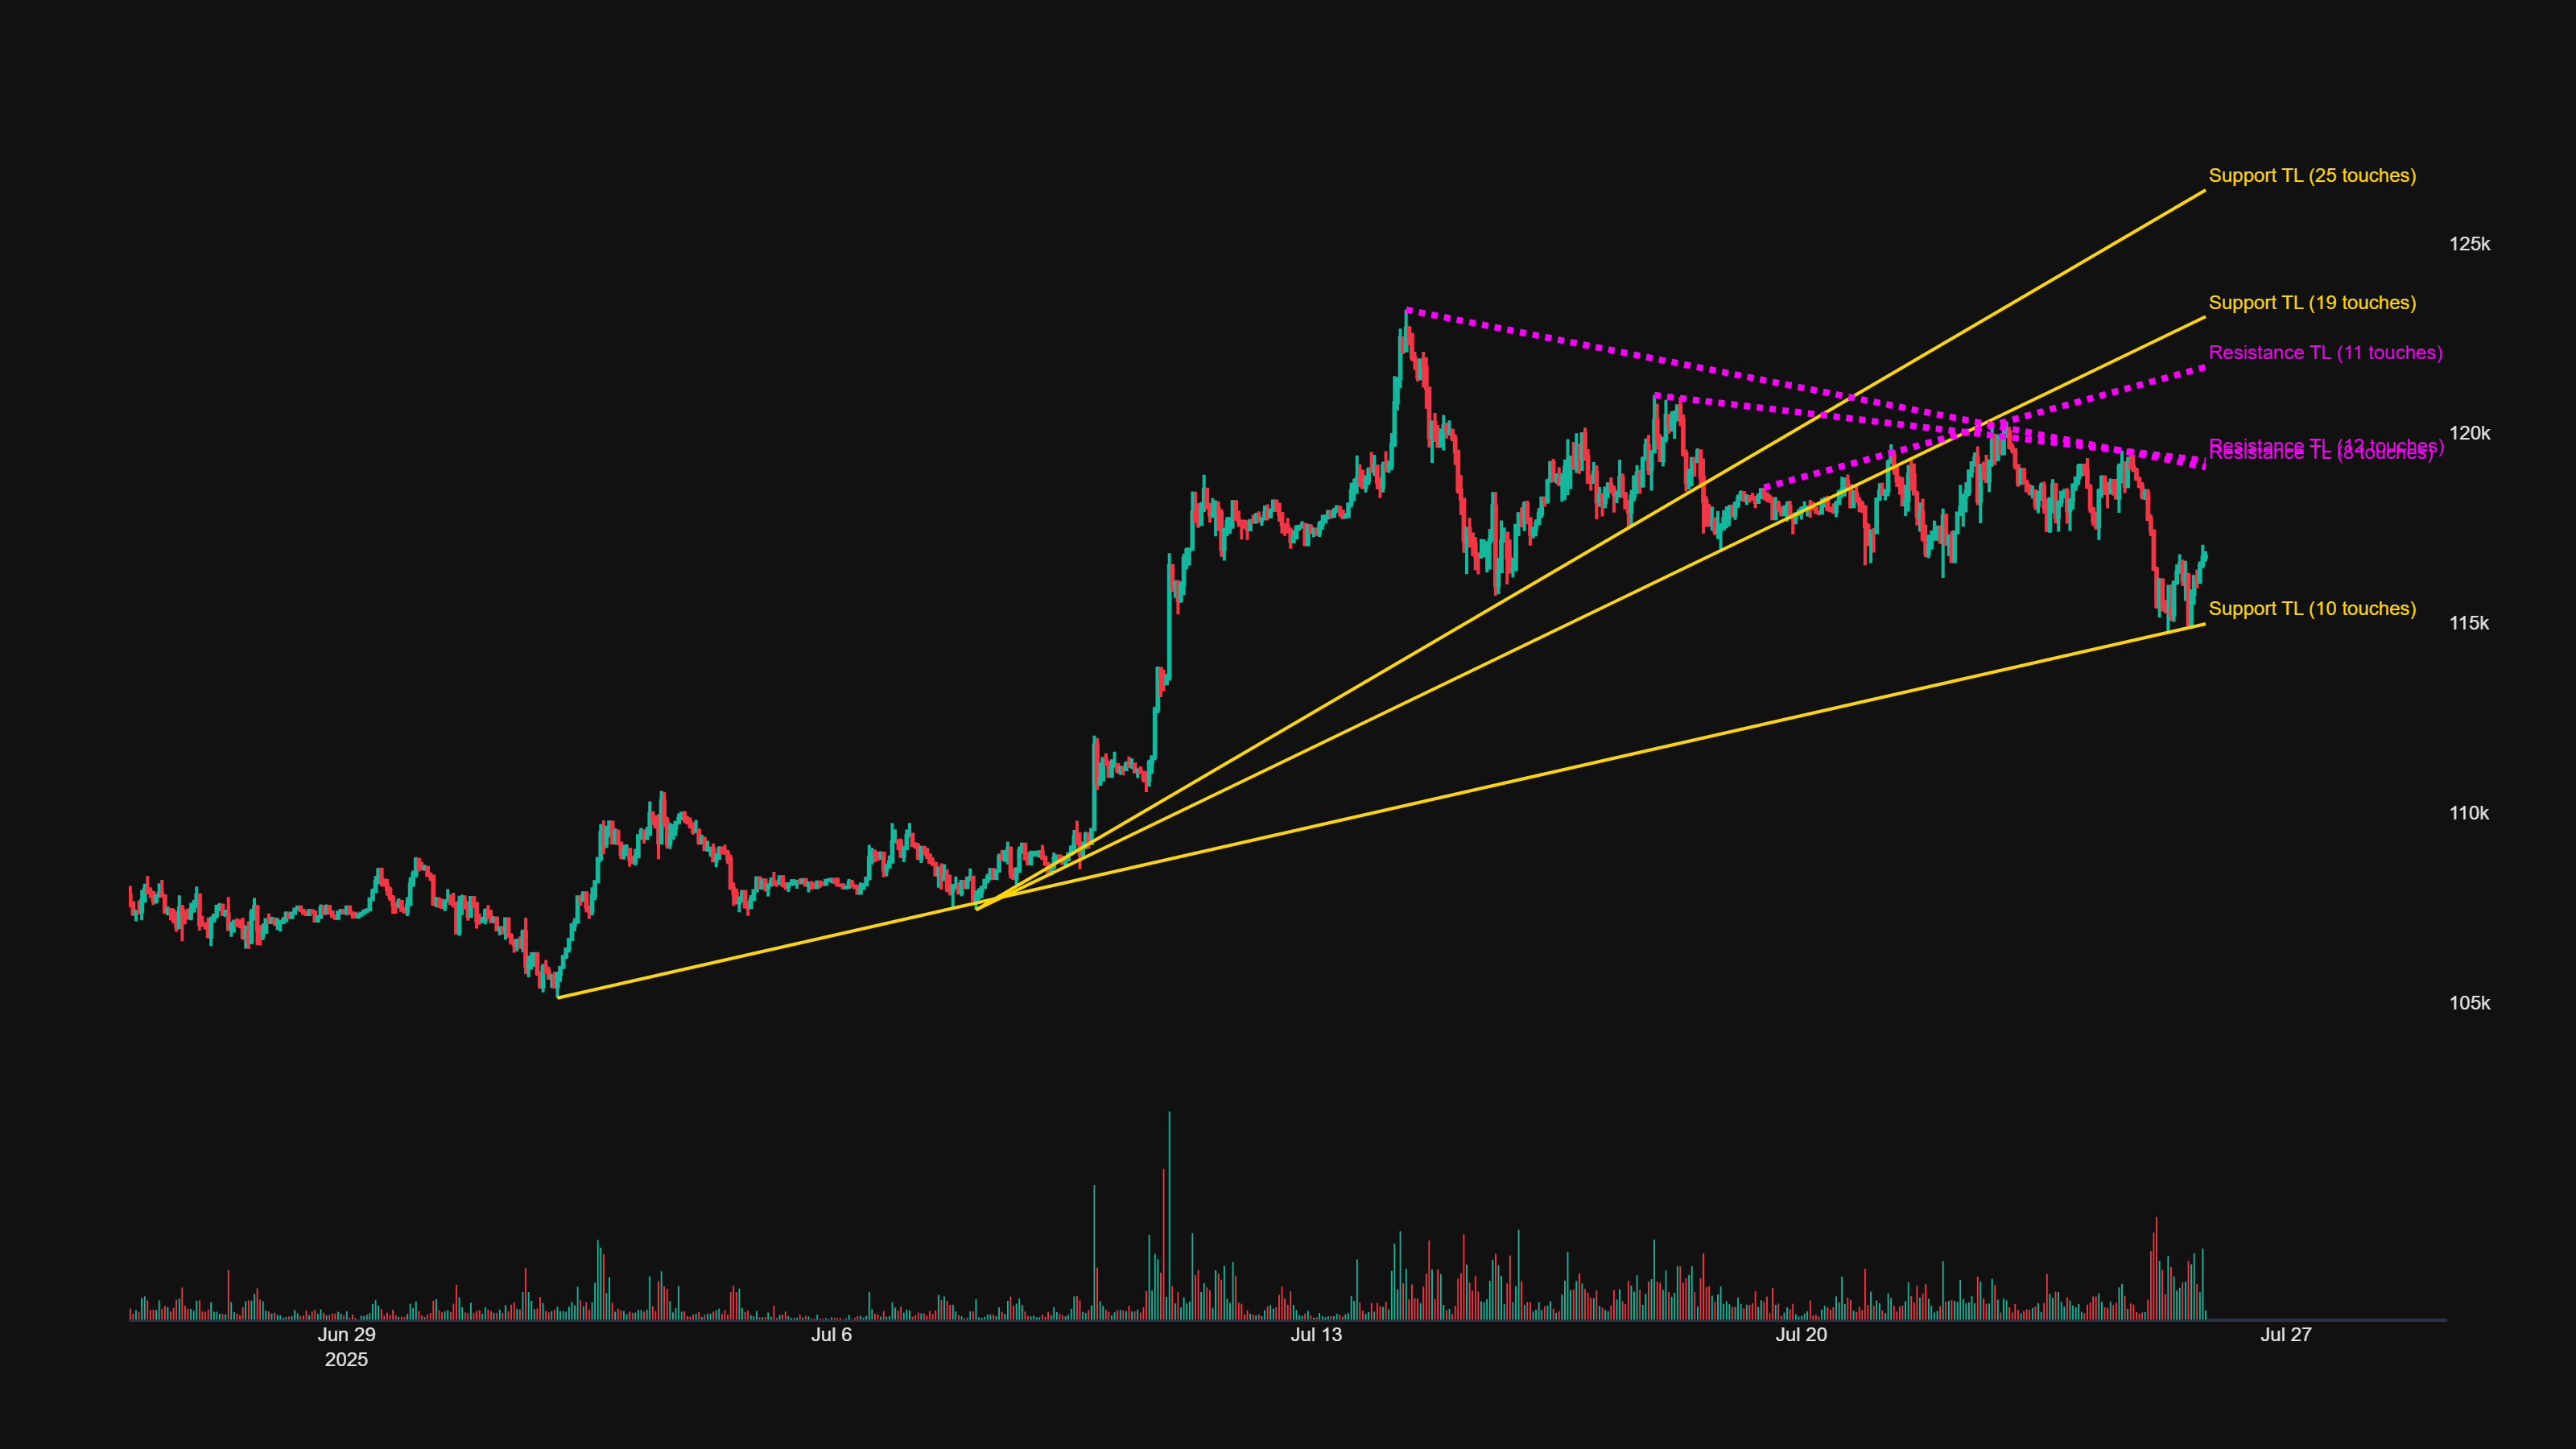 Support TL (25 touches)
125k
Support TL (19 touches)
Resistance TL (11 touches)
120k
Resistance TL (12 touches)
Resistance TL (8 touches)
Support TL (10 touches)
115k
110k
105k
Jun 29
2025
Jul 6
Jul 13
Jul 20
Jul 27